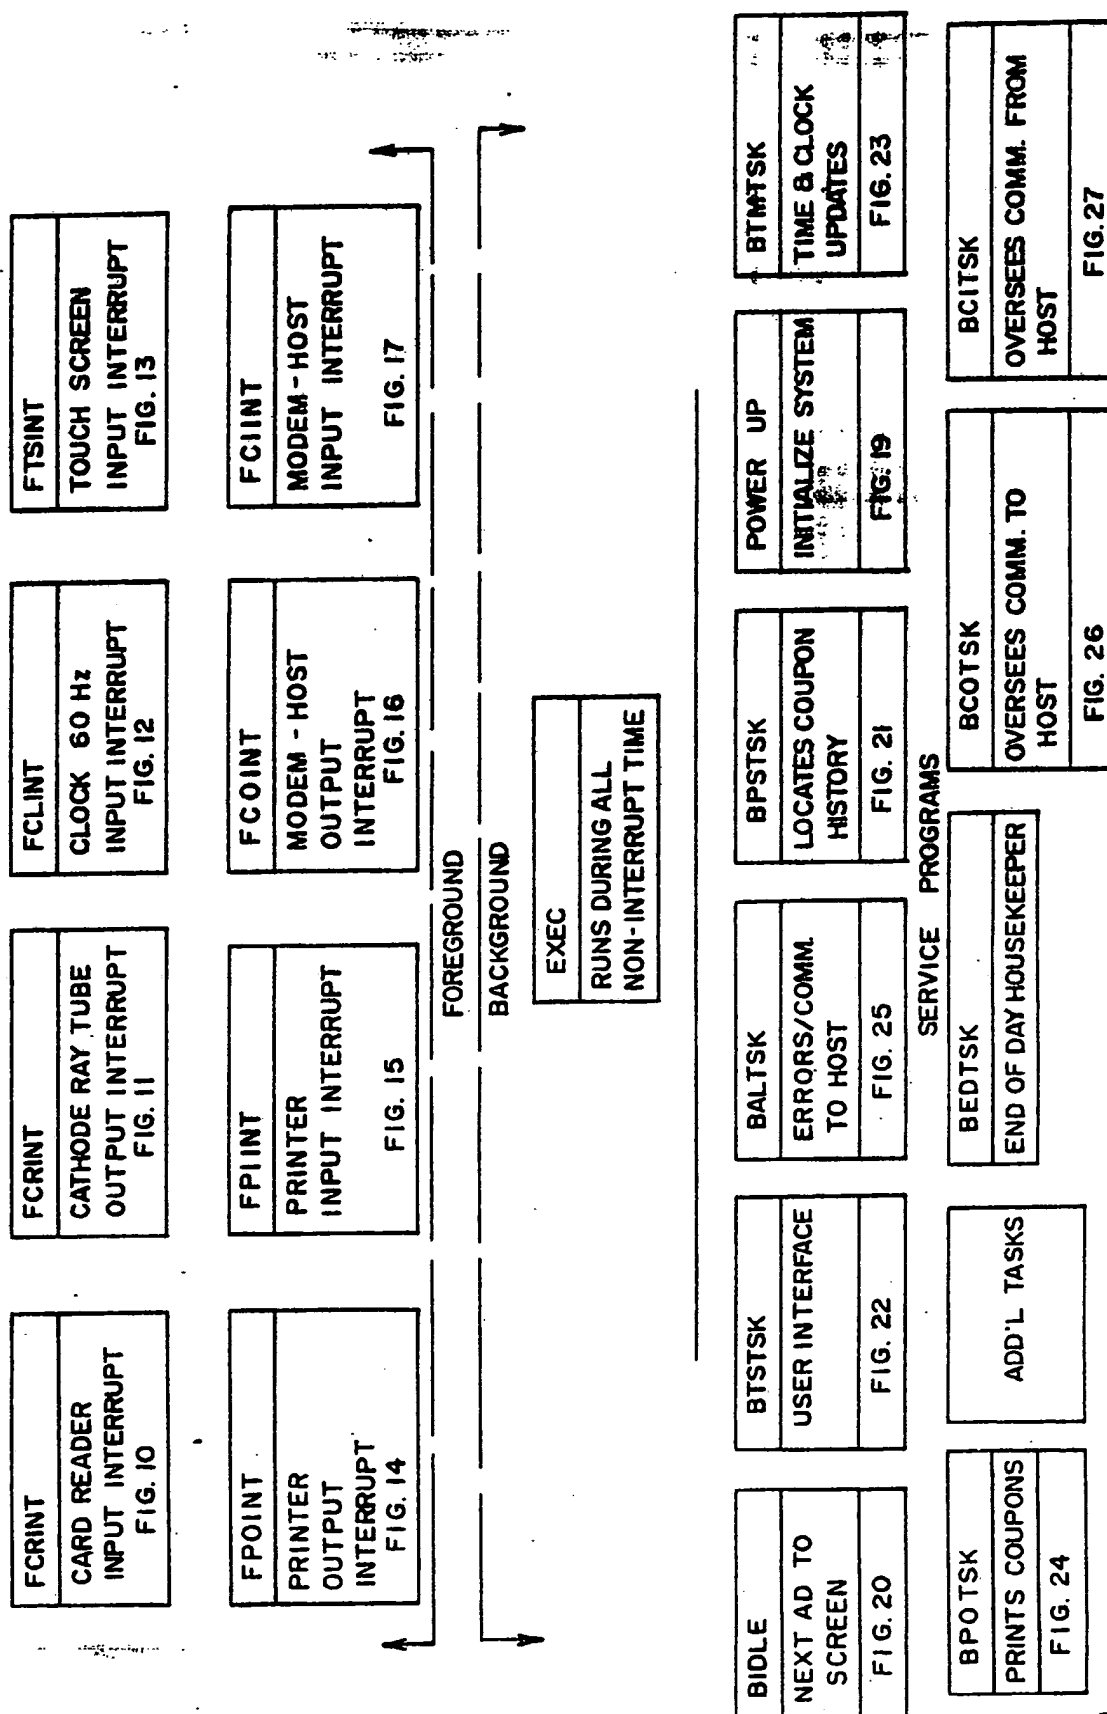 FCRINT
CARD READER
INPUT INTERRUPT
FIG. 10
FCRINT
CATHODE RAY TUBE
OUTPUT INTERRUPT
FIG. 11
FCLINT
CLOCK 60 Hz
INPUT INTERRUPT
FIG. 12
FTSINT
TOUCH SCREEN
INPUT INTERRUPT
FIG. 13
FPOINT
PRINTER
OUTPUT
INTERRUPT
FIG. 14
FPIINT
PRINTER
INPUT INTERRUPT
FIG. 15
FCOINT
MODEM - HOST
OUTPUT
INTERRUPT
FIG. 16
FCIINT
MODEM - HOST
INPUT INTERRUPT
FIG. 17
FOREGROUND
BACKGROUND
EXEC
RUNS DURING ALL
NON-INTERRUPT TIME
BIDLE
NEXT AD TO
SCREEN
FIG. 20
BTSTSK
USER INTERFACE
FIG. 22
BALTSK
ERRORS/COMM.
TO HOST
FIG. 25
BPSTSK
LOCATES COUPON
HISTORY
FIG. 21
POWER UP
INITIALIZE SYSTEM
FIG. 19
BTMTSK
TIME & CLOCK
UPDATES
FIG. 23
SERVICE PROGRAMS
BPOTSK
PRINTS COUPONS
FIG. 24
ADD'L TASKS
BEDTSK
END OF DAY HOUSEKEEPER
BCOTSK
OVERSEES COMM. TO
HOST
FIG. 26
BCITSK
OVERSEES COMM. FROM
HOST
FIG. 27